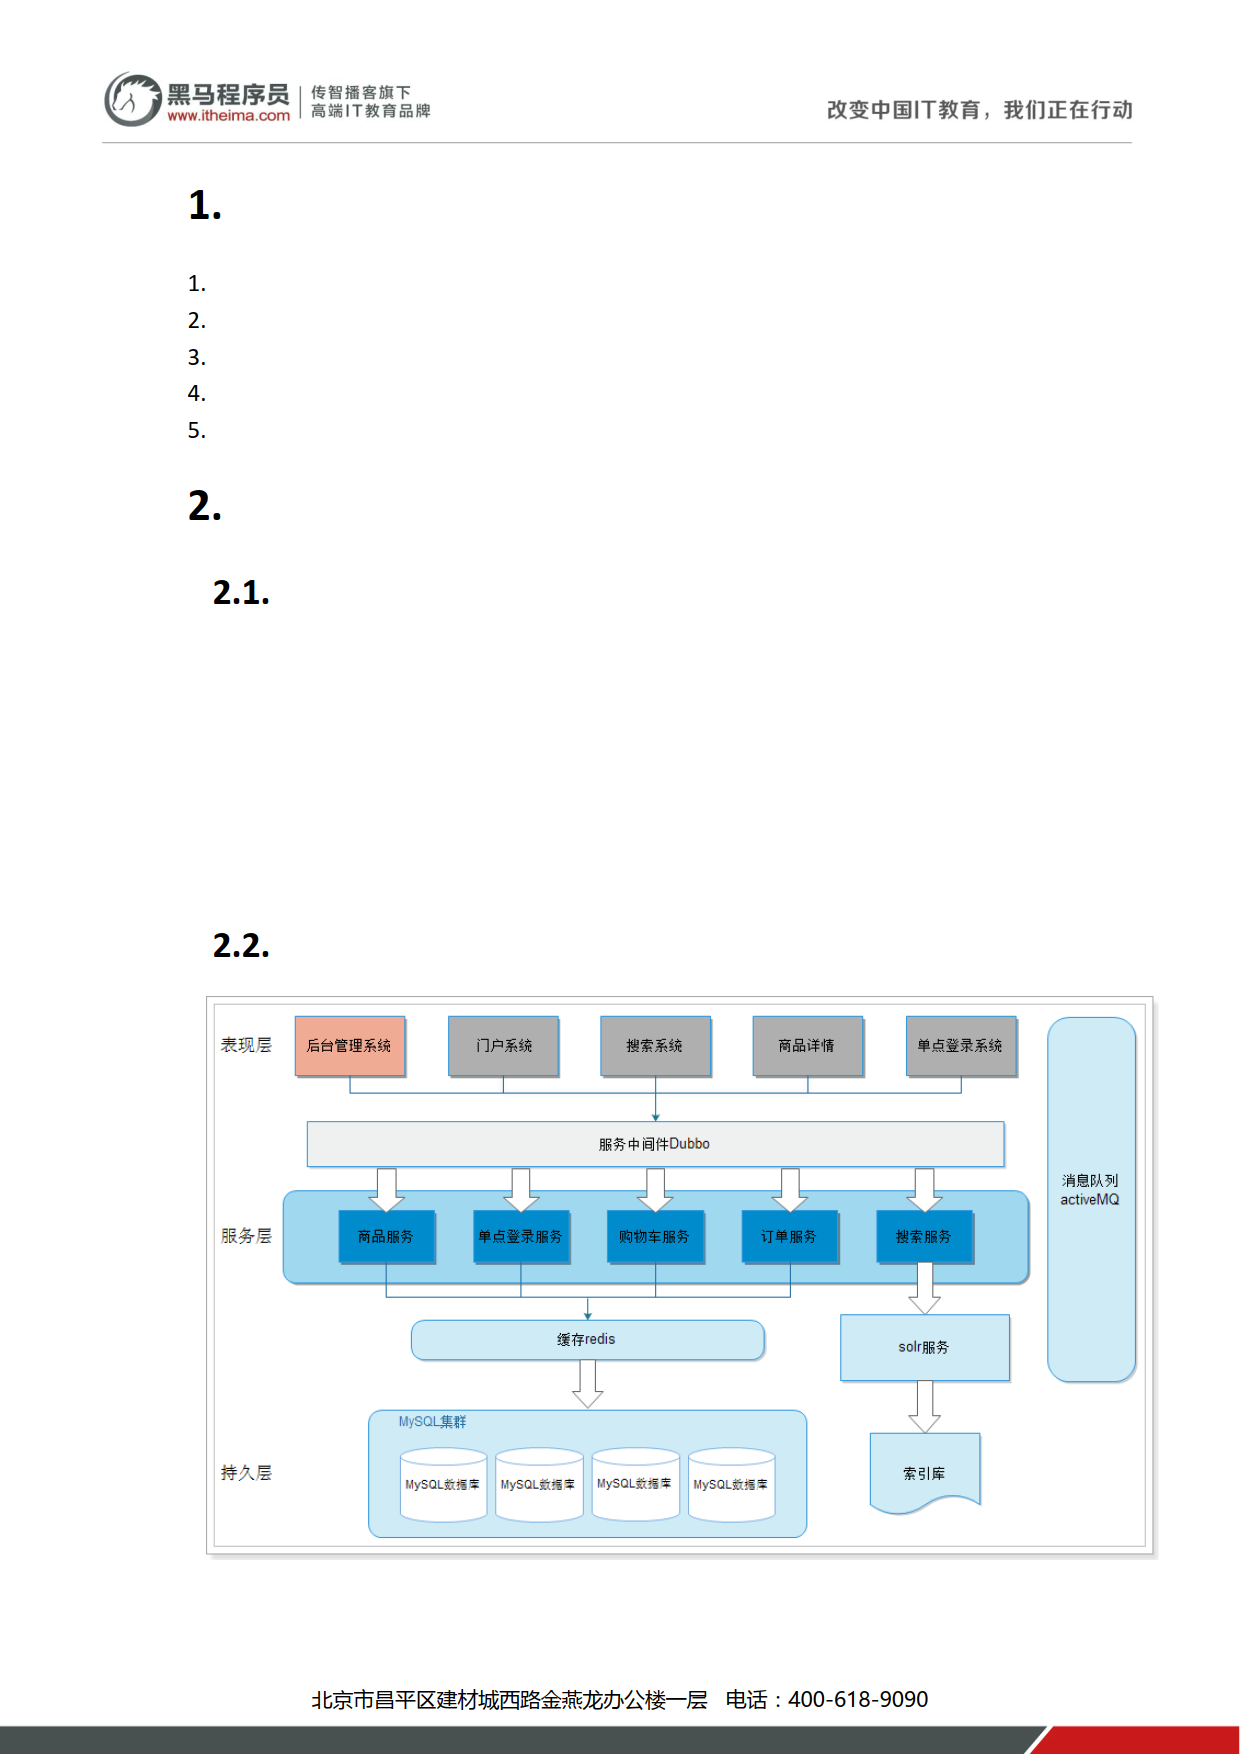 黑马程序员
www.itheima.com
传智播客旗下
高端IT教育品牌
改变中国IT教育，我们正在行动
1.
1.
2.
3.
4.
5.
2.
2.1.
2.2.
表现层
后台管理系统
门户系统
搜索系统
商品详情
单点登录系统
服务中间件Dubbo
消息队列
activeMQ
服务层
商品服务
单点登录服务
购物车服务
订单服务
搜索服务
缓存redis
solr服务
MySQL集群
持久层
MySQL数据库
MySQL数据库
MySQL数据库
MySQL数据库
索引库
北京市昌平区建材城西路金燕龙办公楼一层 电话：400-618-9090